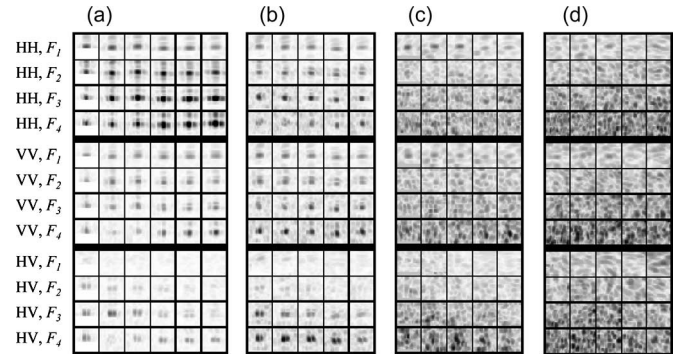 (a) (b) (c) (d)
HH, F1
HH, F2
HH, F3
HH, F4
VV, F1
VV, F2
VV, F3
VV, F4
HV, F1
HV, F2
HV, F3
HV, F4